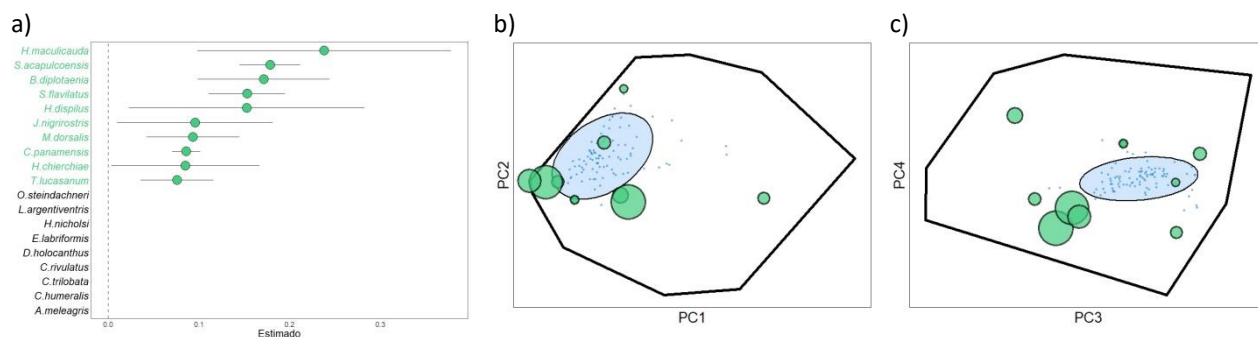 a)
H.maculicauda
S.acapulcoensis
B.diplotaenia
S.flavilatus
H.dispilus
J.nigrirostris
M.dorsalis
C.panamensis
H.chierchiae
T.lucasanum
O.steindachneri
L.argentiventris
H.nicholsi
E.labriformis
D.holocanthus
C.rivulatus
C.trilobata
C.humeralis
A.meleagris
0.0 0.1 0.2 0.3
Estimado
b)
PC2
PC1
c)
PC4
PC3